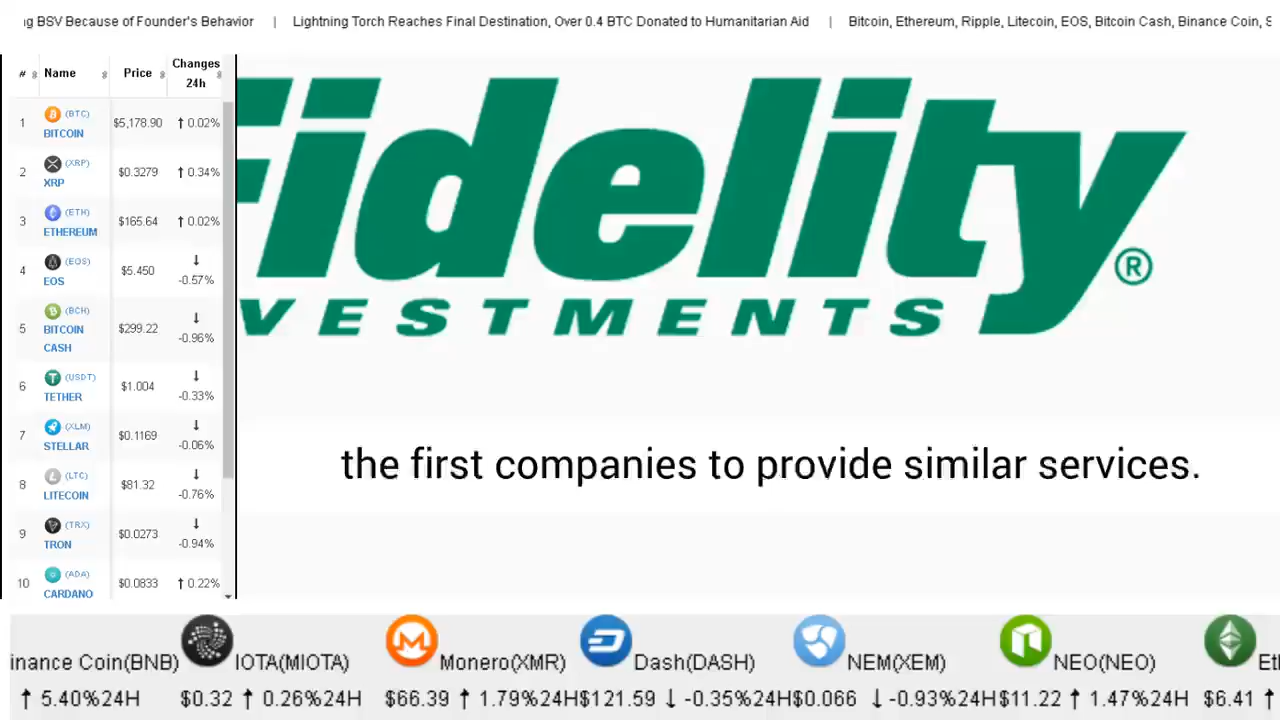 g BSV Because of Founder's Behavior | Lightning Torch Reaches Final Destination, Over 0.4 BTC Donated to Humanitarian Aid | Bitcoin, Ethereum, Ripple, Litecoin, EOS, Bitcoin Cash, Binance Coin, S
# Name Price Changes 24h
1 (BTC) BITCOIN $5,178.90 ↑ 0.02%
2 (XRP) XRP $0.3279 ↑ 0.34%
3 (ETH) ETHEREUM $165.64 ↑ 0.02%
4 (EOS) EOS $5.450 ↓ -0.57%
5 (BCH) BITCOIN CASH $299.22 ↓ -0.96%
6 (USDT) TETHER $1.004 ↓ -0.33%
7 (XLM) STELLAR $0.1169 ↓ -0.06%
8 (LTC) LITECOIN $81.32 ↓ -0.76%
9 (TRX) TRON $0.0273 ↓ -0.94%
10 (ADA) CARDANO $0.0833 ↑ 0.22%
Fidelity®
VESTMENTS
the first companies to provide similar services.
inance Coin(BNB) IOTA(MIOTA) Monero(XMR) Dash(DASH) NEM(XEM) NEO(NEO) Et
↑ 5.40%24H $0.32 ↑ 0.26%24H $66.39 ↑ 1.79%24H $121.59 ↓ -0.35%24H $0.066 ↓ -0.93%24H $11.22 ↑ 1.47%24H $6.41 ↑